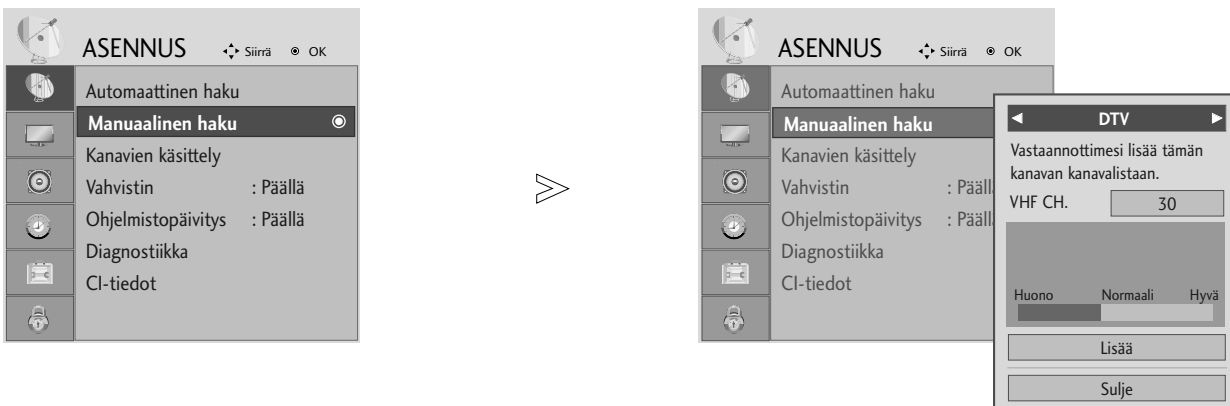 ASENNUS Siirrä OK
Automaattinen haku
Manuaalinen haku
Kanavien käsittely
Vahvistin : Päällä
Ohjelmistopäivitys : Päällä
Diagnostiikka
CI-tiedot
ASENNUS Siirrä OK
Automaattinen haku
Manuaalinen haku
Kanavien käsittely
Vahvistin : Pääll
Ohjelmistopäivitys : Pääll
Diagnostiikka
CI-tiedot
DTV
Vastaannottimesi lisää tämän
kanavan kanavalistaan.
VHF CH. 30
Huono Normaali Hyvä
Lisää
Sulje